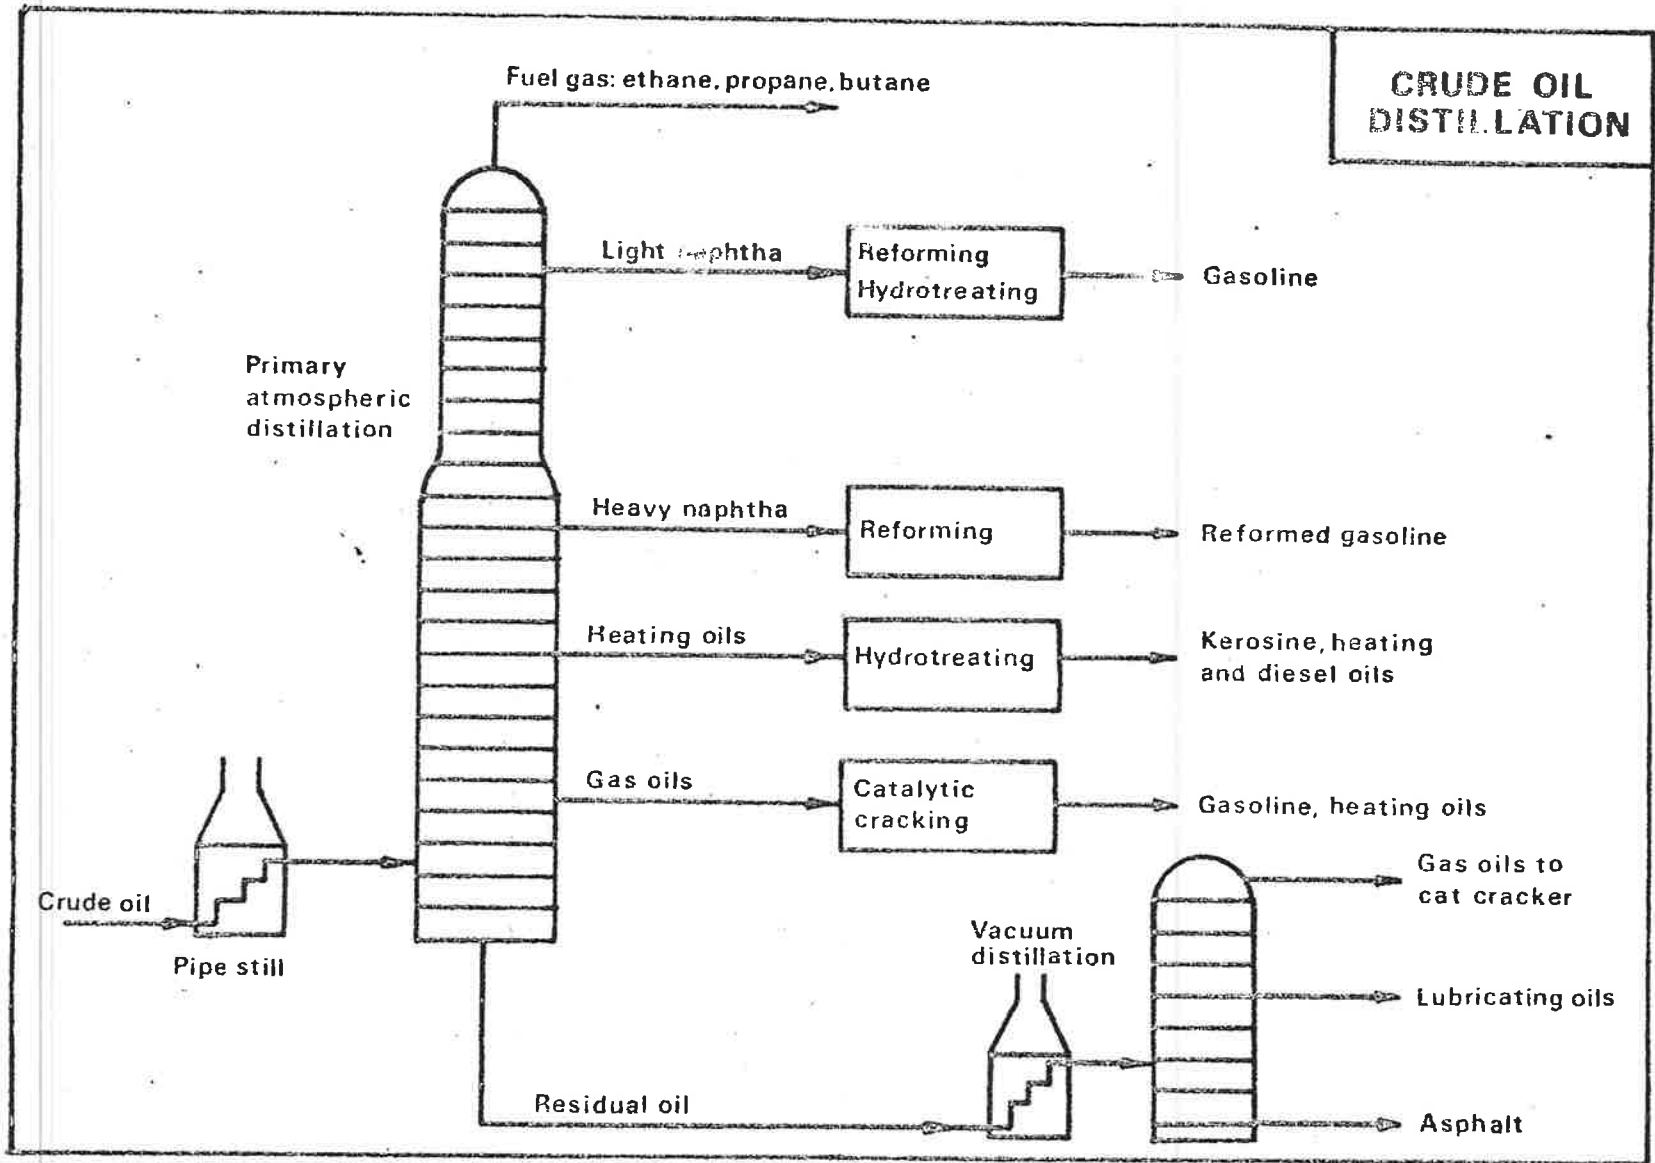 CRUDE OIL
DISTILLATION
Fuel gas: ethane, propane, butane
Light naphtha
Reforming
Hydrotreating
Gasoline
Primary
atmospheric
distillation
Heavy naphtha
Reforming
Reformed gasoline
Heating oils
Hydrotreating
Kerosine, heating
and diesel oils
Gas oils
Catalytic
cracking
Gasoline, heating oils
Crude oil
Pipe still
Vacuum
distillation
Gas oils to
cat cracker
Lubricating oils
Residual oil
Asphalt